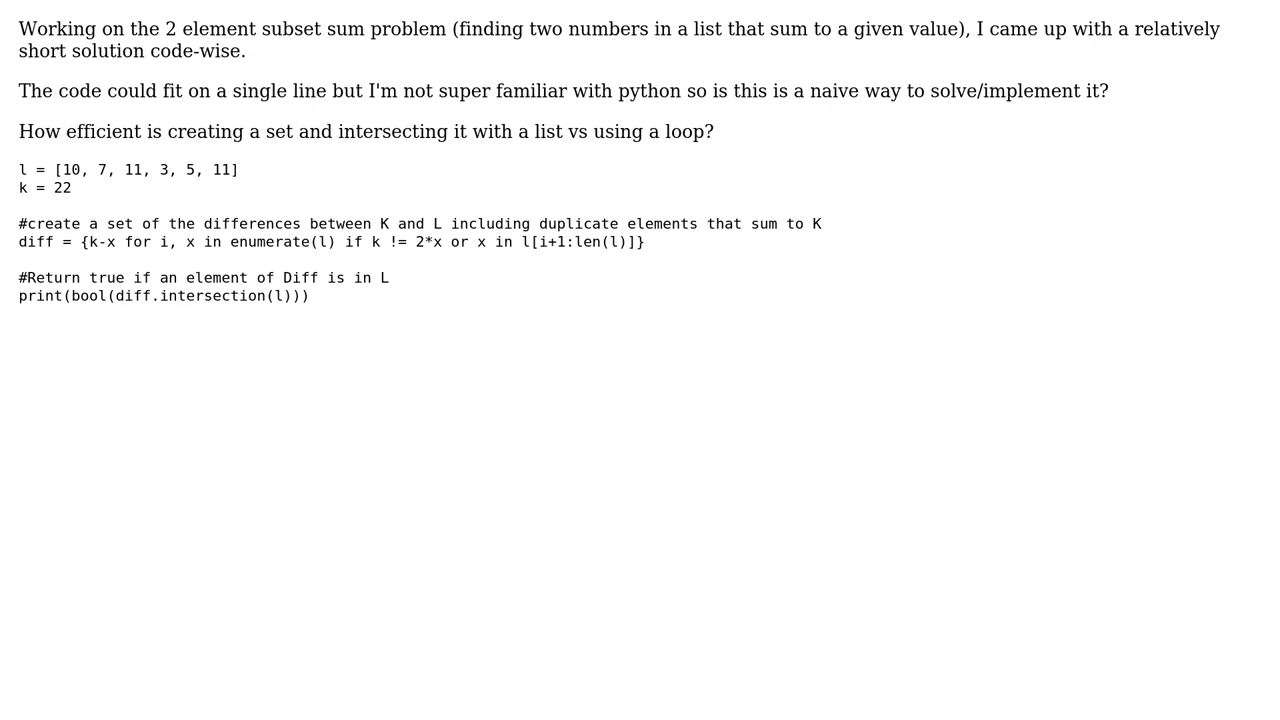 Working on the 2 element subset sum problem (finding two numbers in a list that sum to a given value), I came up with a relatively
short solution code-wise.
The code could fit on a single line but I'm not super familiar with python so is this is a naive way to solve/implement it?
How efficient is creating a set and intersecting it with a list vs using a loop?
l = [10, 7, 11, 3, 5, 11]
k = 22
#create a set of the differences between K and L including duplicate elements that sum to K
diff = {k-x for i, x in enumerate(l) if k != 2*x or x in l[i+1:len(l)]}
#Return true if an element of Diff is in L
print(bool(diff.intersection(l)))